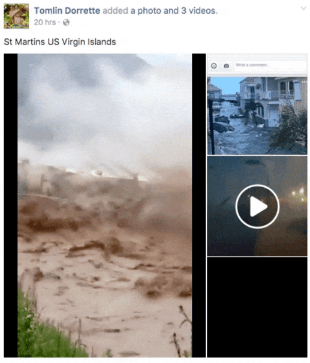 Tomlin Dorrette added a photo and 3 videos.
20 hrs ·
St Martins US Virgin Islands
Write a comment...